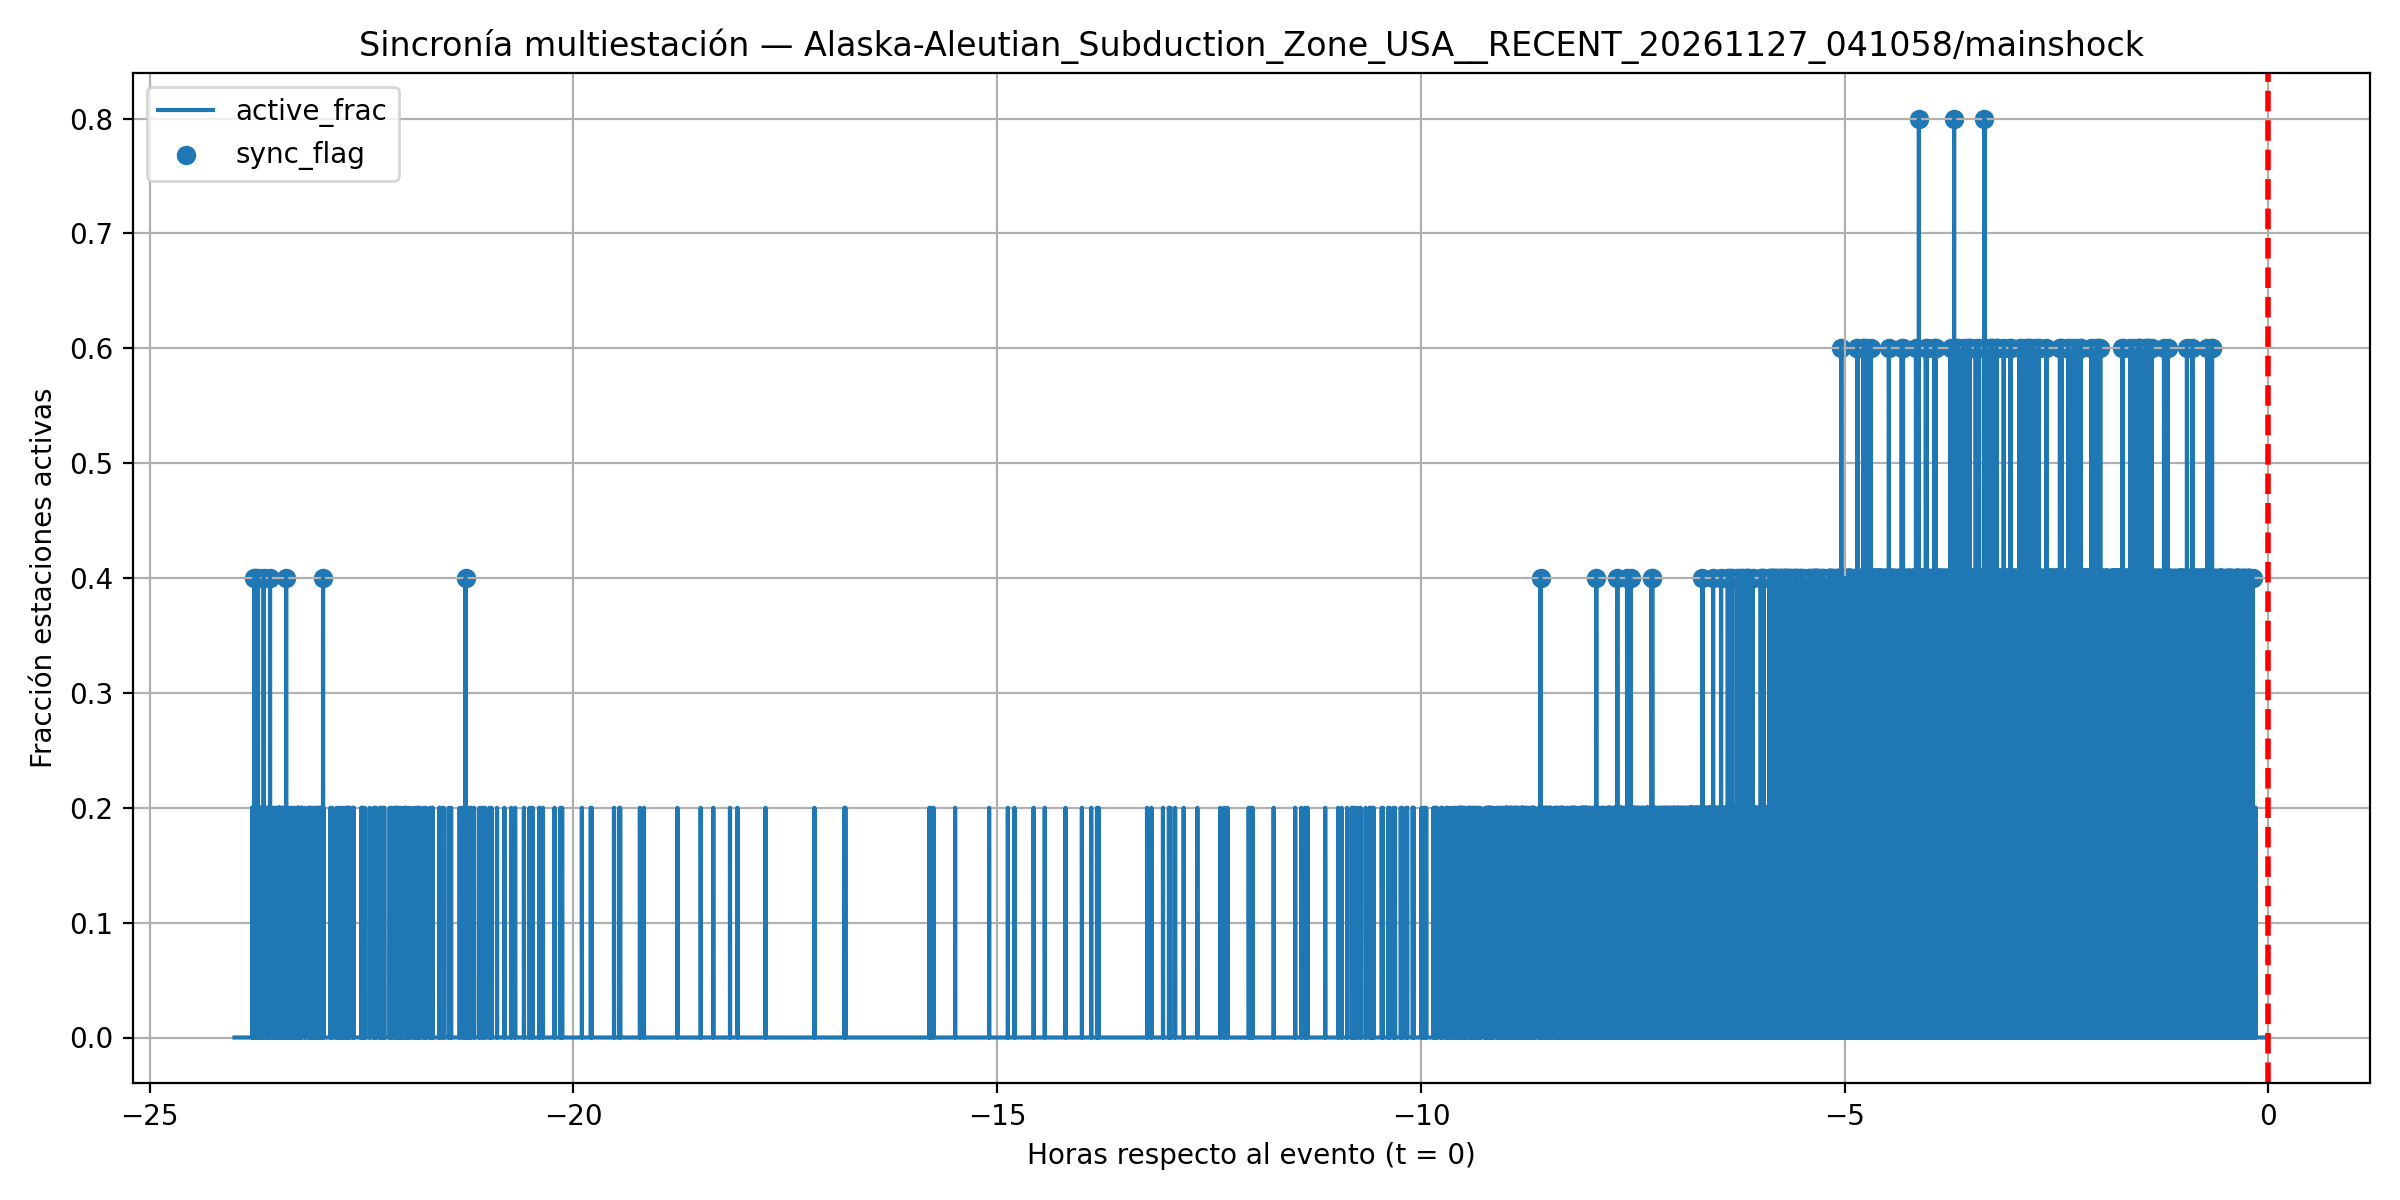 Sincronía multiestación — Alaska-Aleutian_Subduction_Zone_USA__RECENT_20261127_041058/mainshock
active_frac
sync_flag
Fracción estaciones activas
0.8
0.7
0.6
0.5
0.4
0.3
0.2
0.1
0.0
−25 −20 −15 −10 −5 0
Horas respecto al evento (t = 0)